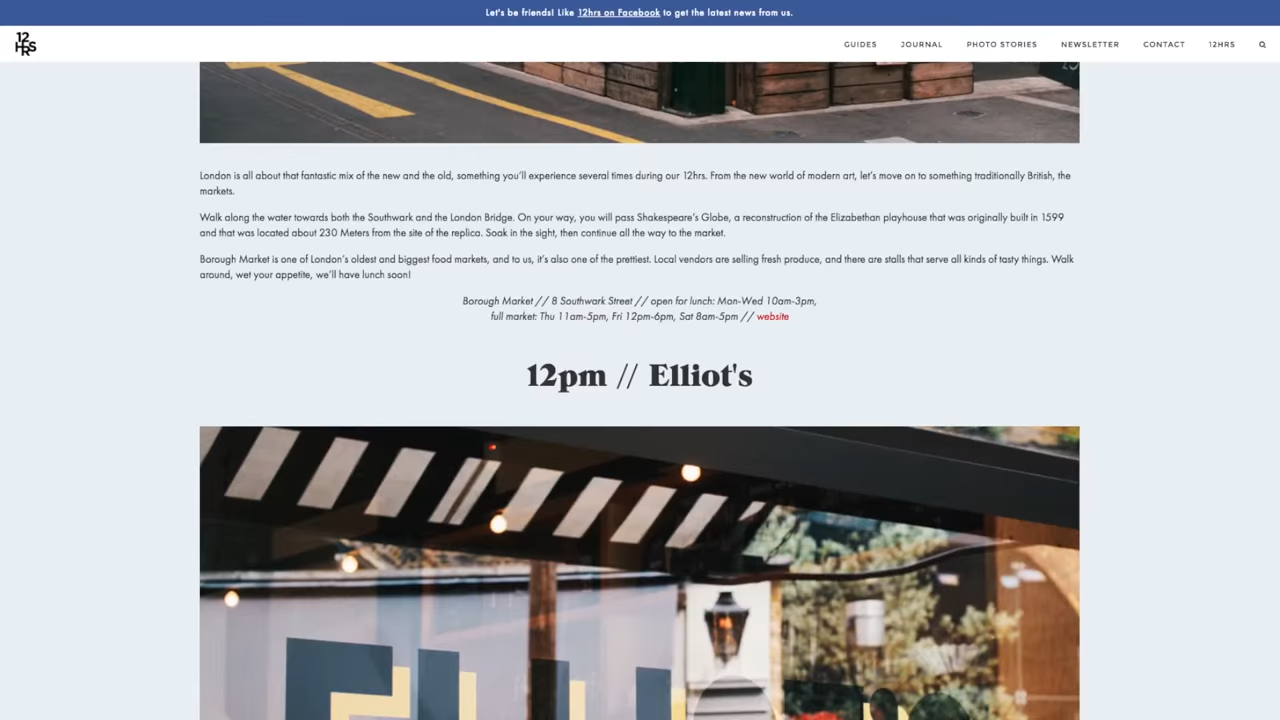 Let's be friends! Like 12hrs on Facebook to get the latest news from us.
12
HRS
GUIDES
JOURNAL
PHOTO STORIES
NEWSLETTER
CONTACT
12HRS
London is all about that fantastic mix of the new and the old, something you'll experience several times during our 12hrs. From the new world of modern art, let's move on to something traditionally British, the
markets.
Walk along the water towards both the Southwark and the London Bridge. On your way, you will pass Shakespeare's Globe, a reconstruction of the Elizabethan playhouse that was originally built in 1599
and that was located about 230 Meters from the site of the replica. Soak in the sight, then continue all the way to the market.
Borough Market is one of London's oldest and biggest food markets, and to us, it's also one of the prettiest. Local vendors are selling fresh produce, and there are stalls that serve all kinds of tasty things. Walk
around, wet your appetite, we'll have lunch soon!
Borough Market // 8 Southwark Street // open for lunch: Mon-Wed 10am-3pm,
full market: Thu 11am-5pm, Fri 12pm-6pm, Sat 8am-5pm // website
12pm // Elliot's